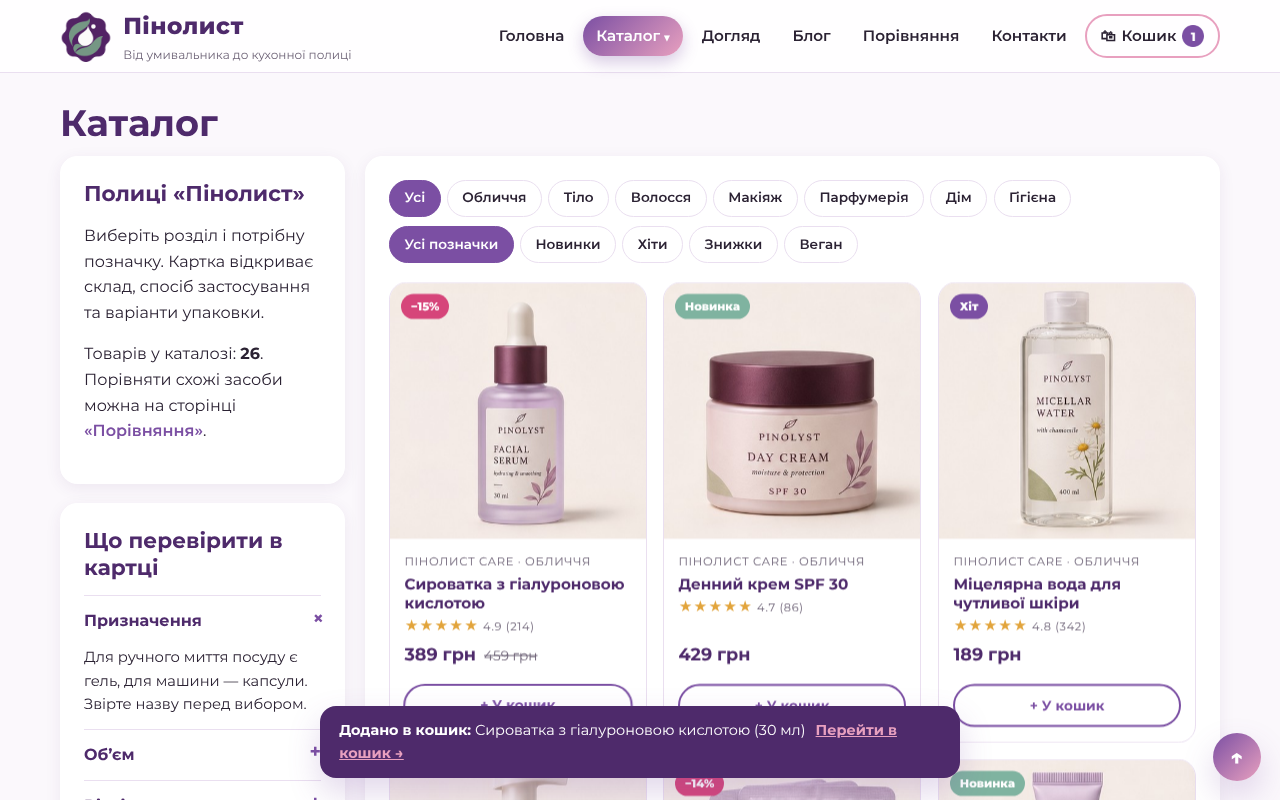 Пінолист
Від умивальника до кухонної полиці
Головна
Каталог ▾
Догляд
Блог
Порівняння
Контакти
Кошик 1
Каталог
Полиці «Пінолист»
Виберіть розділ і потрібну
позначку. Картка відкриває
склад, спосіб застосування
та варіанти упаковки.
Товарів у каталозі: 26.
Порівняти схожі засоби
можна на сторінці
«Порівняння».
Що перевірити в
картці
Призначення ×
Для ручного миття посуду є
гель, для машини — капсули.
Звірте назву перед вибором.
Об’єм +
Усі
Обличчя
Тіло
Волосся
Макіяж
Парфумерія
Дім
Гігієна
Усі позначки
Новинки
Хіти
Знижки
Веган
−15%
PINOLYST
FACIAL
SERUM
hydrating & smoothing
30 ml
ПІНОЛИСТ CARE · ОБЛИЧЧЯ
Сироватка з гіалуроновою
кислотою
★★★★★ 4.9 (214)
389 грн 459 грн
+ У кошик
Новинка
PINOLYST
DAY CREAM
moisture & protection
SPF 30
ПІНОЛИСТ CARE · ОБЛИЧЧЯ
Денний крем SPF 30
★★★★★ 4.7 (86)
429 грн
+ У кошик
Хіт
PINOLYST
MICELLAR
WATER
with chamomile
400 ml
ПІНОЛИСТ CARE · ОБЛИЧЧЯ
Міцелярна вода для
чутливої шкіри
★★★★★ 4.8 (342)
189 грн
+ У кошик
−14%
Новинка
Додано в кошик: Сироватка з гіалуроновою кислотою (30 мл) Перейти в
кошик →